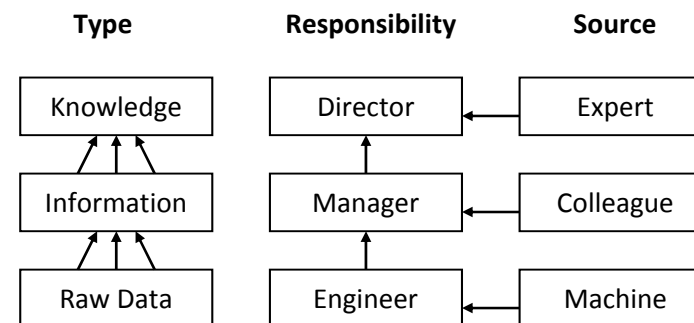 Type Responsibility Source
Knowledge Director Expert
Information Manager Colleague
Raw Data Engineer Machine